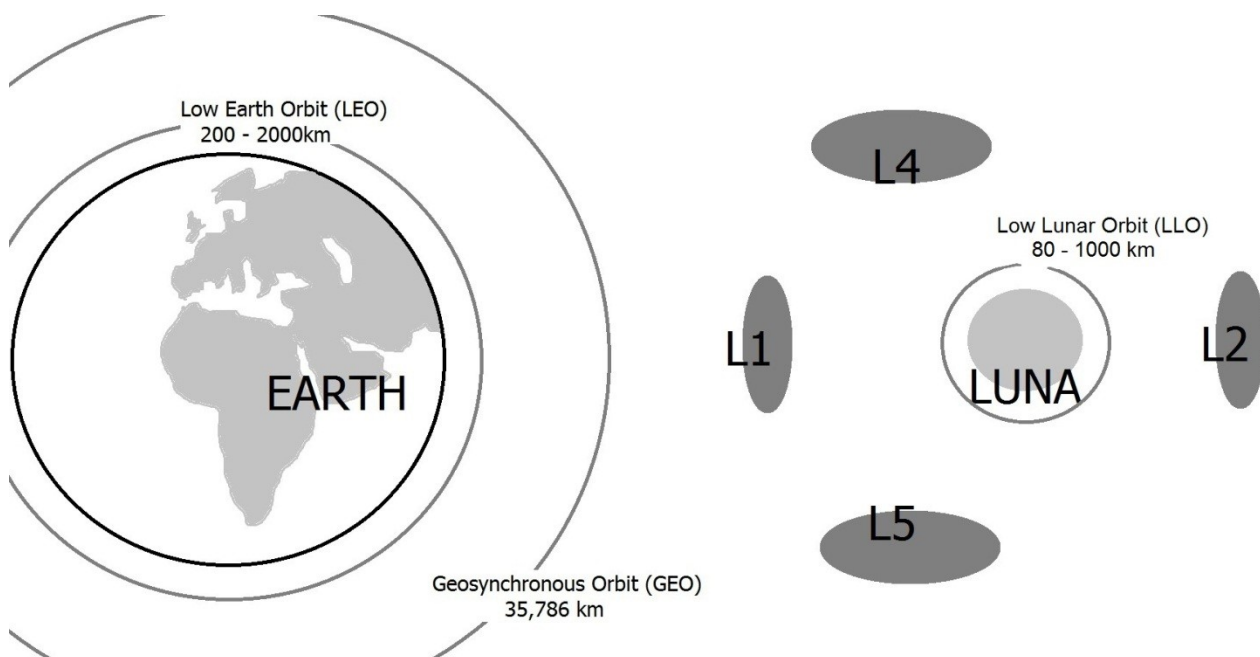 Low Earth Orbit (LEO)
200 - 2000km
EARTH
Geosynchronous Orbit (GEO)
35,786 km
L4
Low Lunar Orbit (LLO)
80 - 1000 km
L1
LUNA
L2
L5